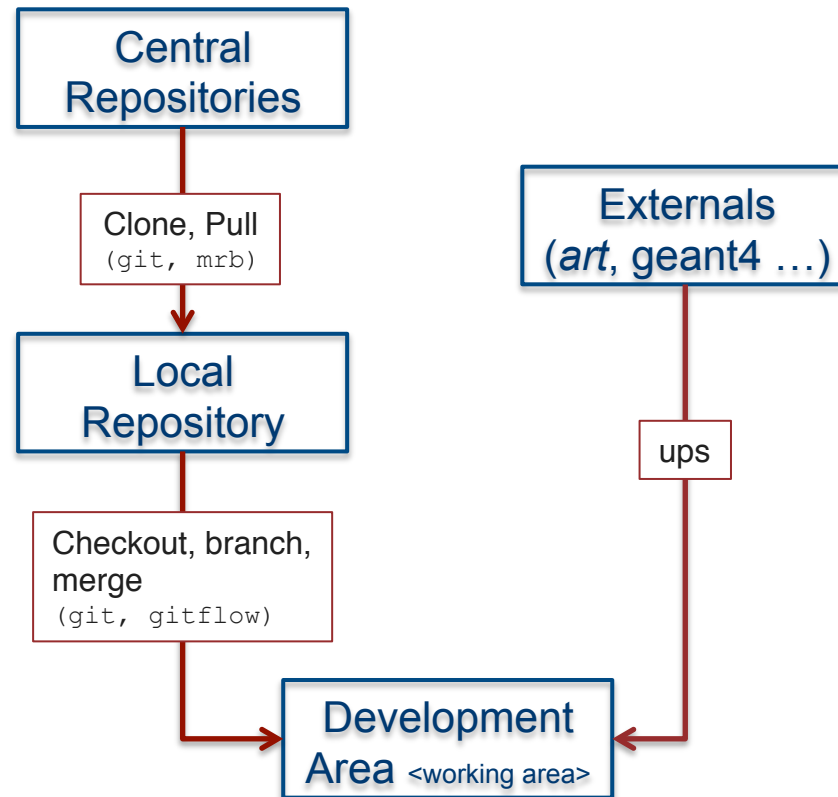 Central
Repositories
Clone, Pull
(git, mrb)
Externals
(art, geant4 …)
Local
Repository
ups
Checkout, branch,
merge
(git, gitflow)
Development
Area <working area>